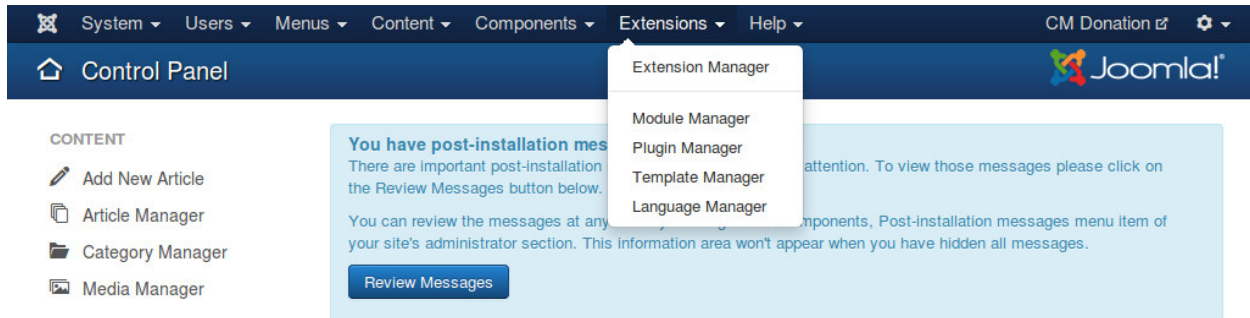 System Users Menus Content Components Extensions Help CM Donation
Control Panel Joomla!
Extension Manager
Module Manager
Plugin Manager
Template Manager
Language Manager
CONTENT
Add New Article
Article Manager
Category Manager
Media Manager
You have post-installation mes
There are important post-installation attention. To view those messages please click on
the Review Messages button below.
You can review the messages at any mponents, Post-installation messages menu item of
your site's administrator section. This information area won't appear when you have hidden all messages.
Review Messages